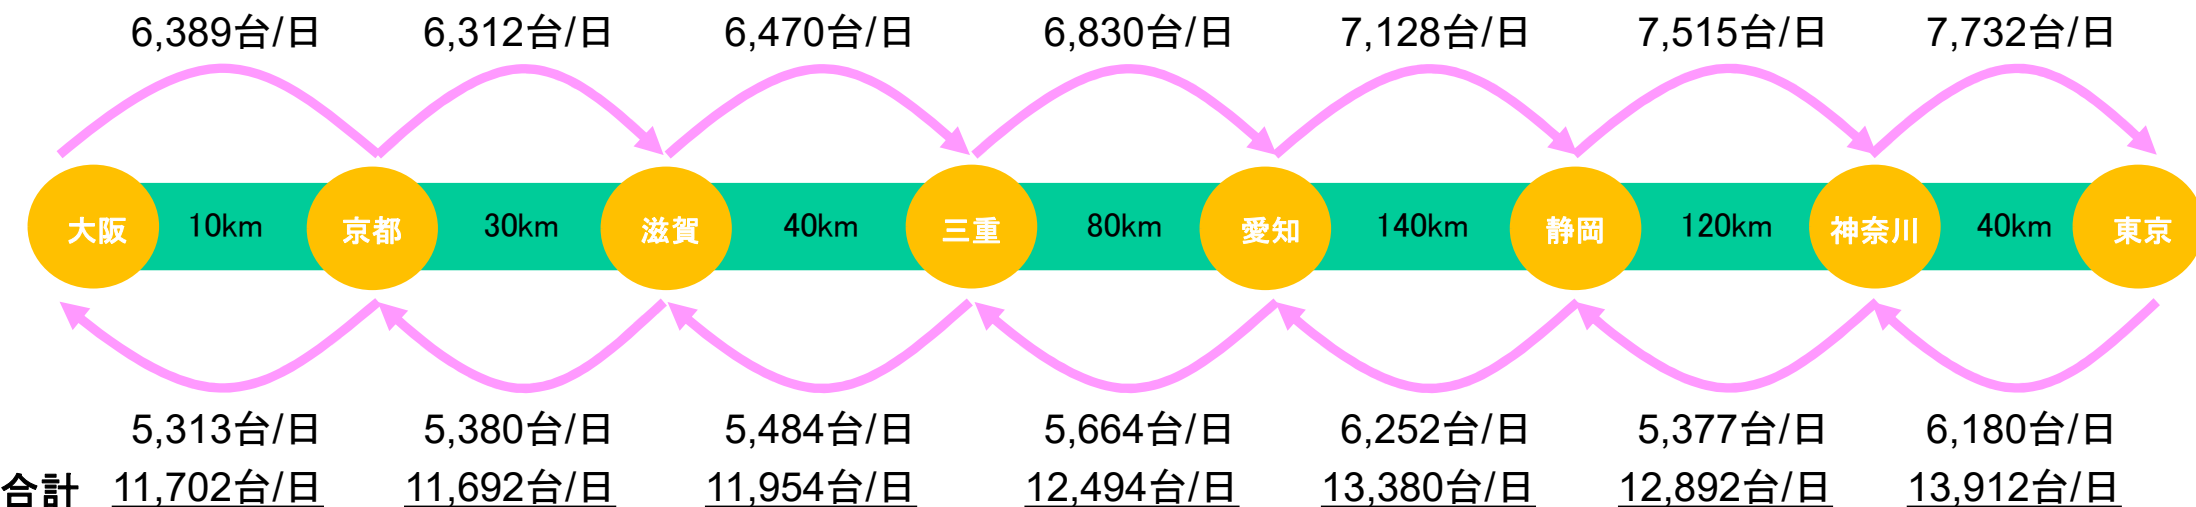 6,389台/日 6,312台/日 6,470台/日 6,830台/日 7,128台/日 7,515台/日 7,732台/日
大阪 10km 京都 30km 滋賀 40km 三重 80km 愛知 140km 静岡 120km 神奈川 40km 東京
5,313台/日 5,380台/日 5,484台/日 5,664台/日 6,252台/日 5,377台/日 6,180台/日
合計 11,702台/日 11,692台/日 11,954台/日 12,494台/日 13,380台/日 12,892台/日 13,912台/日